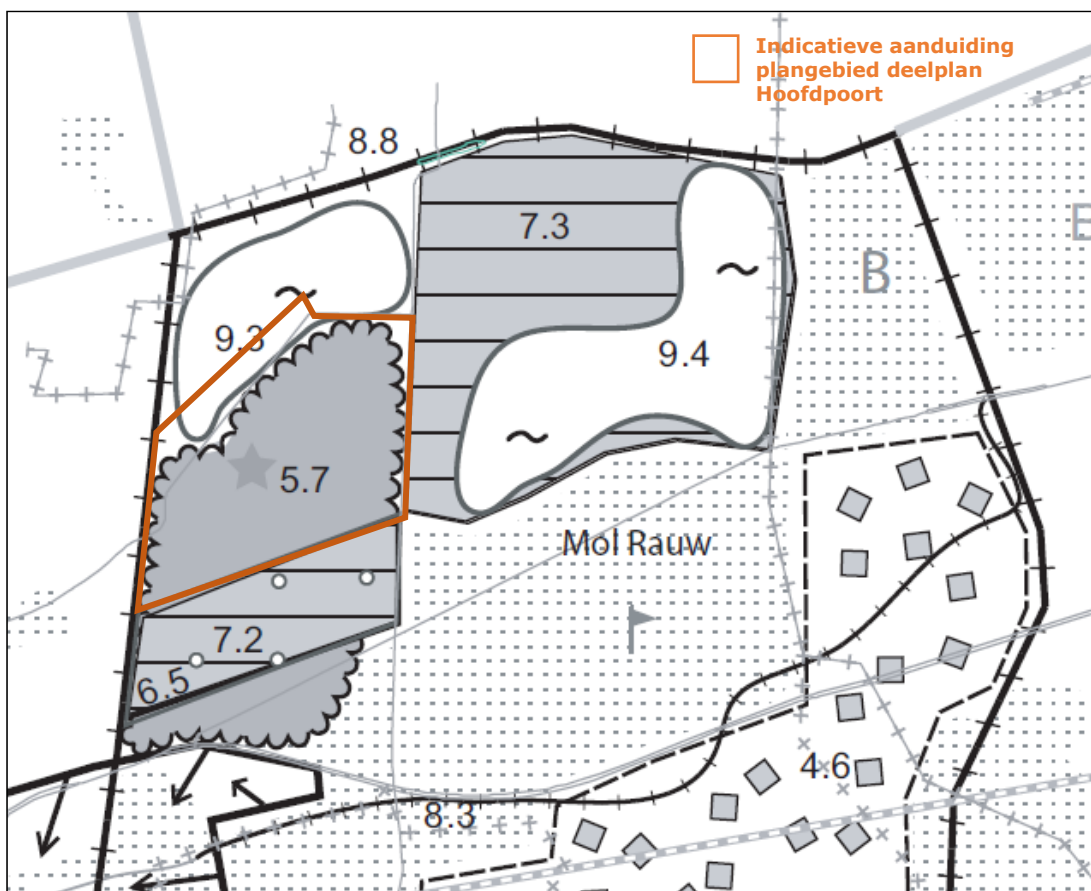 Indicatieve aanduiding
plangebied deelplan
Hoofdpoort
8.8
7.3
B
E
9.3
9.4
5.7
Mol Rauw
7.2
6.5
4.6
8.3